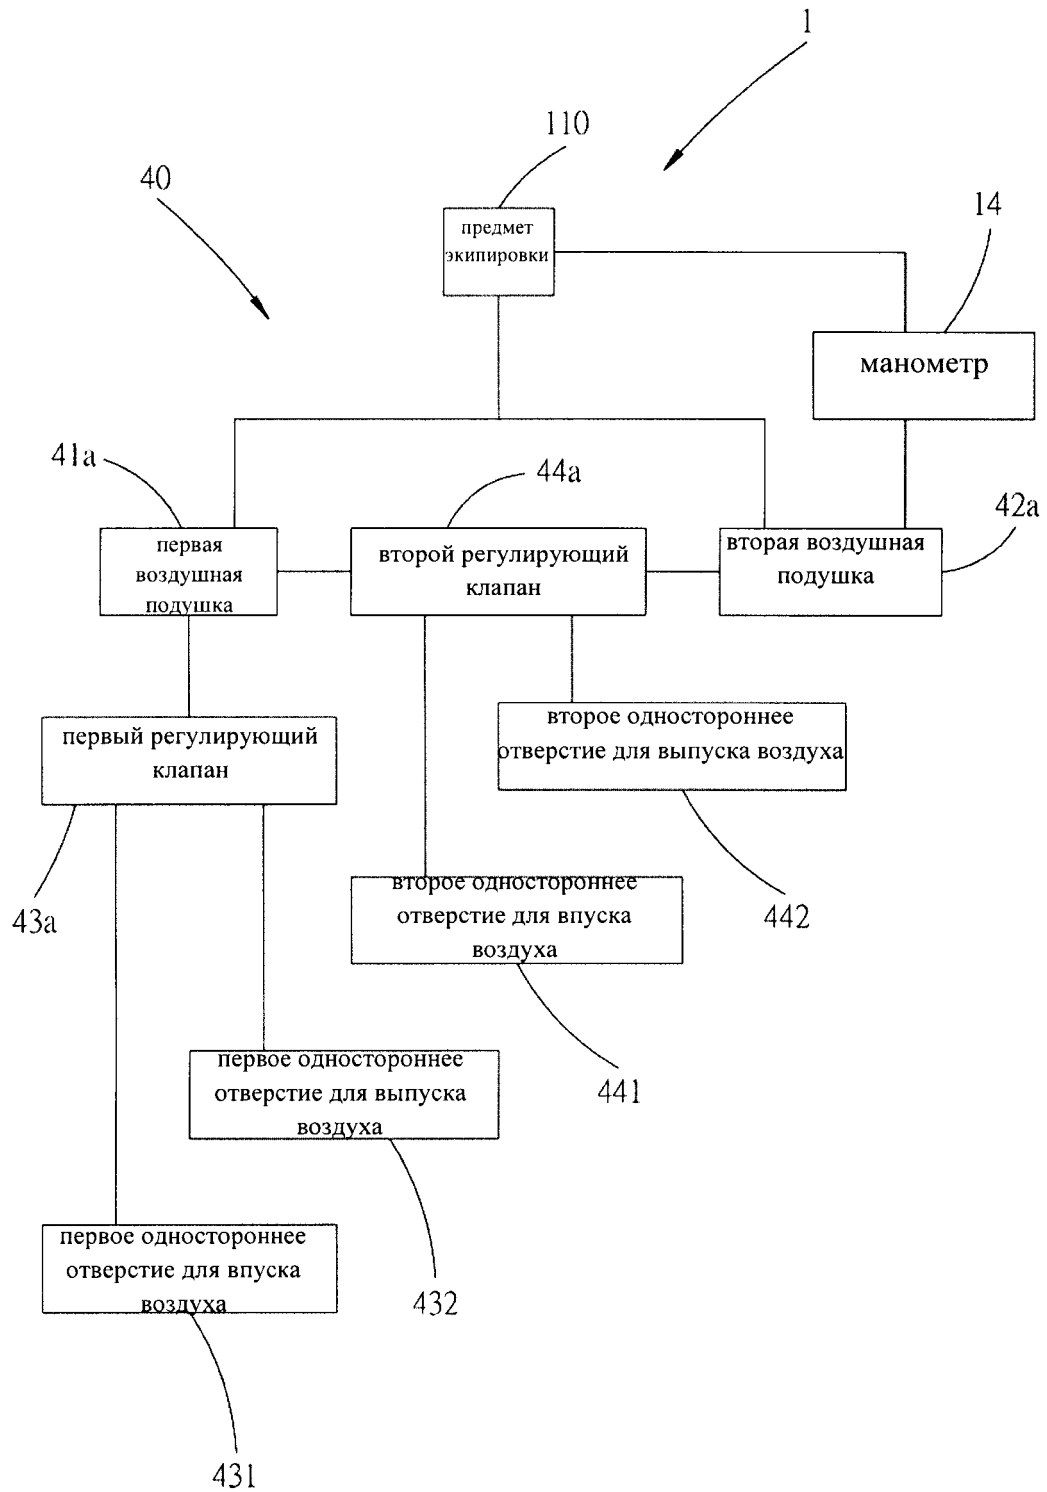 1
110
40
14
предмет
экипировки
манометр
41a
44a
42a
первая
воздушная
подушка
второй регулирующий
клапан
вторая воздушная
подушка
второе одностороннее
отверстие для выпуска воздуха
первый регулирующий
клапан
43a
442
второе одностороннее
отверстие для впуска
воздуха
441
первое одностороннее
отверстие для выпуска
воздуха
432
первое одностороннее
отверстие для впуска
воздуха
431